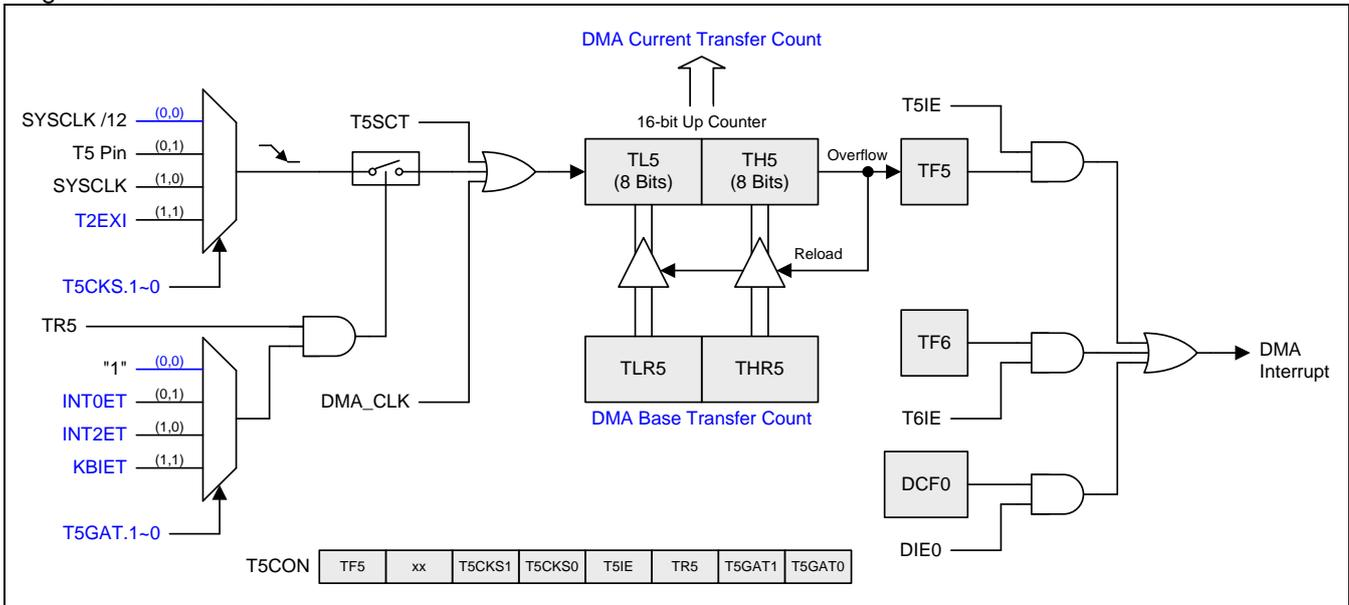 DMA Current Transfer Count
16-bit Up Counter
SYSCLK /12
(0,0)
T5 Pin
(0,1)
SYSCLK
(1,0)
T2EXI
(1,1)
T5CKS.1~0
T5SCT
TL5
(8 Bits)
TH5
(8 Bits)
Overflow
Reload
T5IE
TF5
TR5
"1"
(0,0)
INT0ET
(0,1)
INT2ET
(1,0)
KBIET
(1,1)
T5GAT.1~0
DMA_CLK
TLR5
THR5
DMA Base Transfer Count
TF6
T6IE
DCF0
DIE0
DMA
Interrupt
T5CON
TF5
xx
T5CKS1
T5CKS0
T5IE
TR5
T5GAT1
T5GAT0